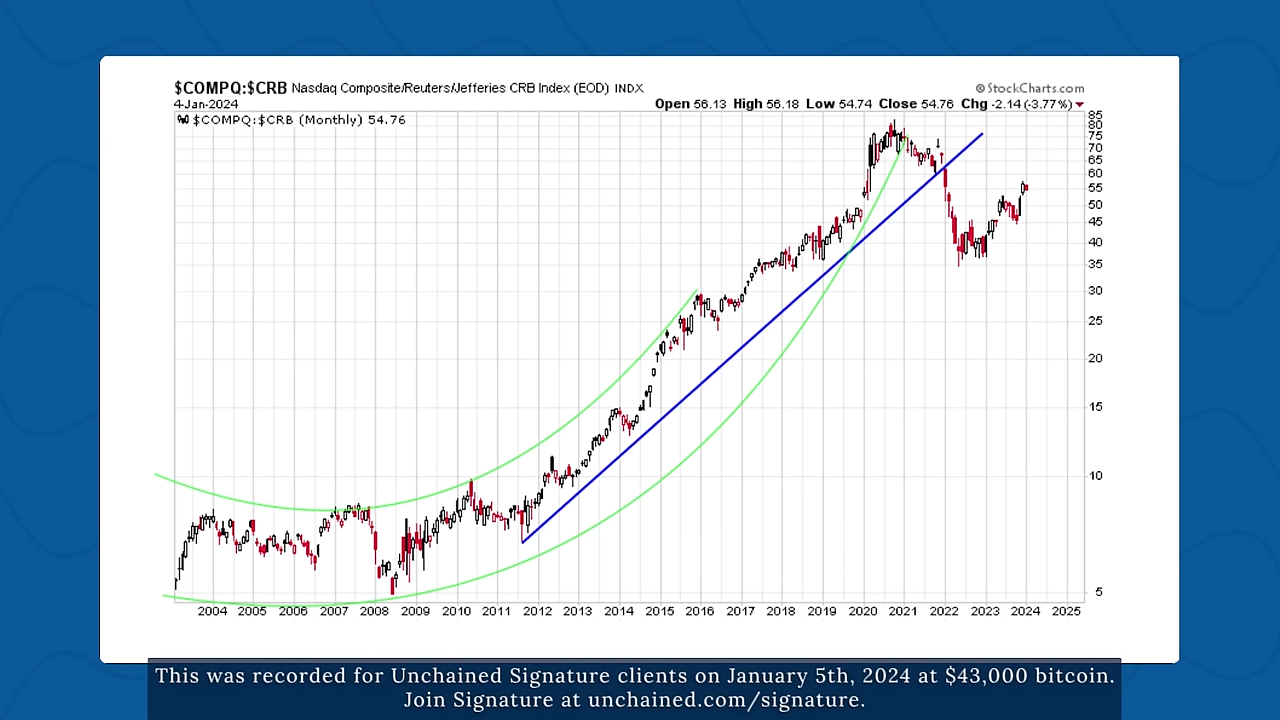 $COMPQ:$CRB Nasdaq Composite/Reuters/Jefferies CRB Index (EOD) INDX
© StockCharts.com
4-Jan-2024
Open 56.13 High 56.18 Low 54.74 Close 54.76 Chg -2.14 (-3.77%)
$COMPQ:$CRB (Monthly) 54.76
85
80
75
70
65
60
55
50
45
40
35
30
25
20
15
10
5
2004 2005 2006 2007 2008 2009 2010 2011 2012 2013 2014 2015 2016 2017 2018 2019 2020 2021 2022 2023 2024 2025
This was recorded for Unchained Signature clients on January 5th, 2024 at $43,000 bitcoin.
Join Signature at unchained.com/signature.